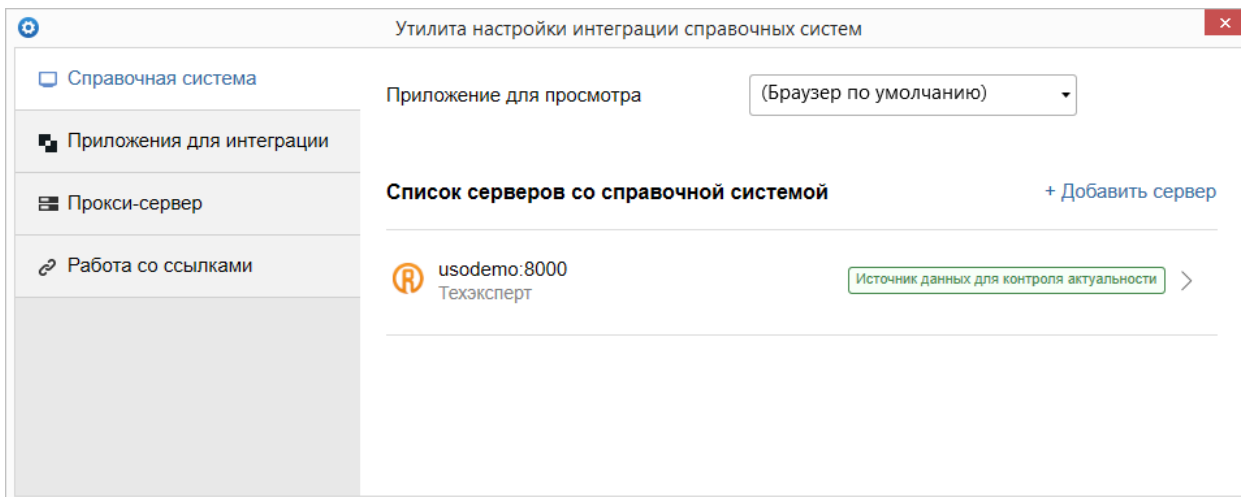 Утилита настройки интеграции справочных систем
Справочная система
Приложения для интеграции
Прокси-сервер
Работа со ссылками
Приложение для просмотра
(Браузер по умолчанию)
Список серверов со справочной системой
+ Добавить сервер
usodemo:8000
Техэксперт
Источник данных для контроля актуальности